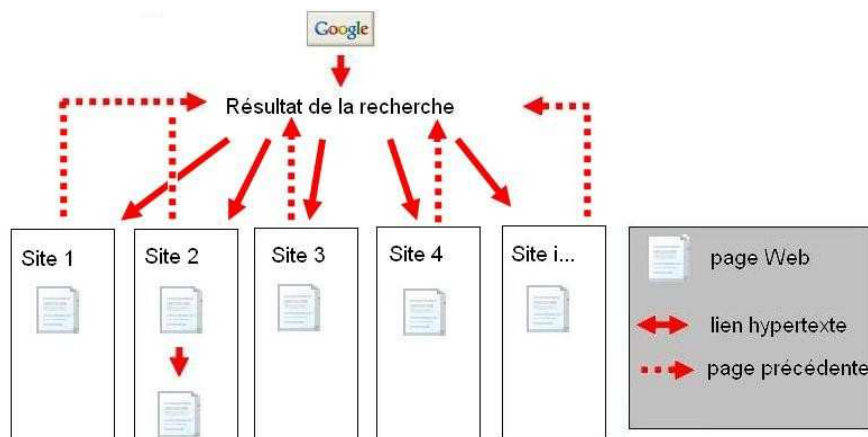 Google
Résultat de la recherche
Site 1
Site 2
Site 3
Site 4
Site i...
page Web
lien hypertexte
page précédente